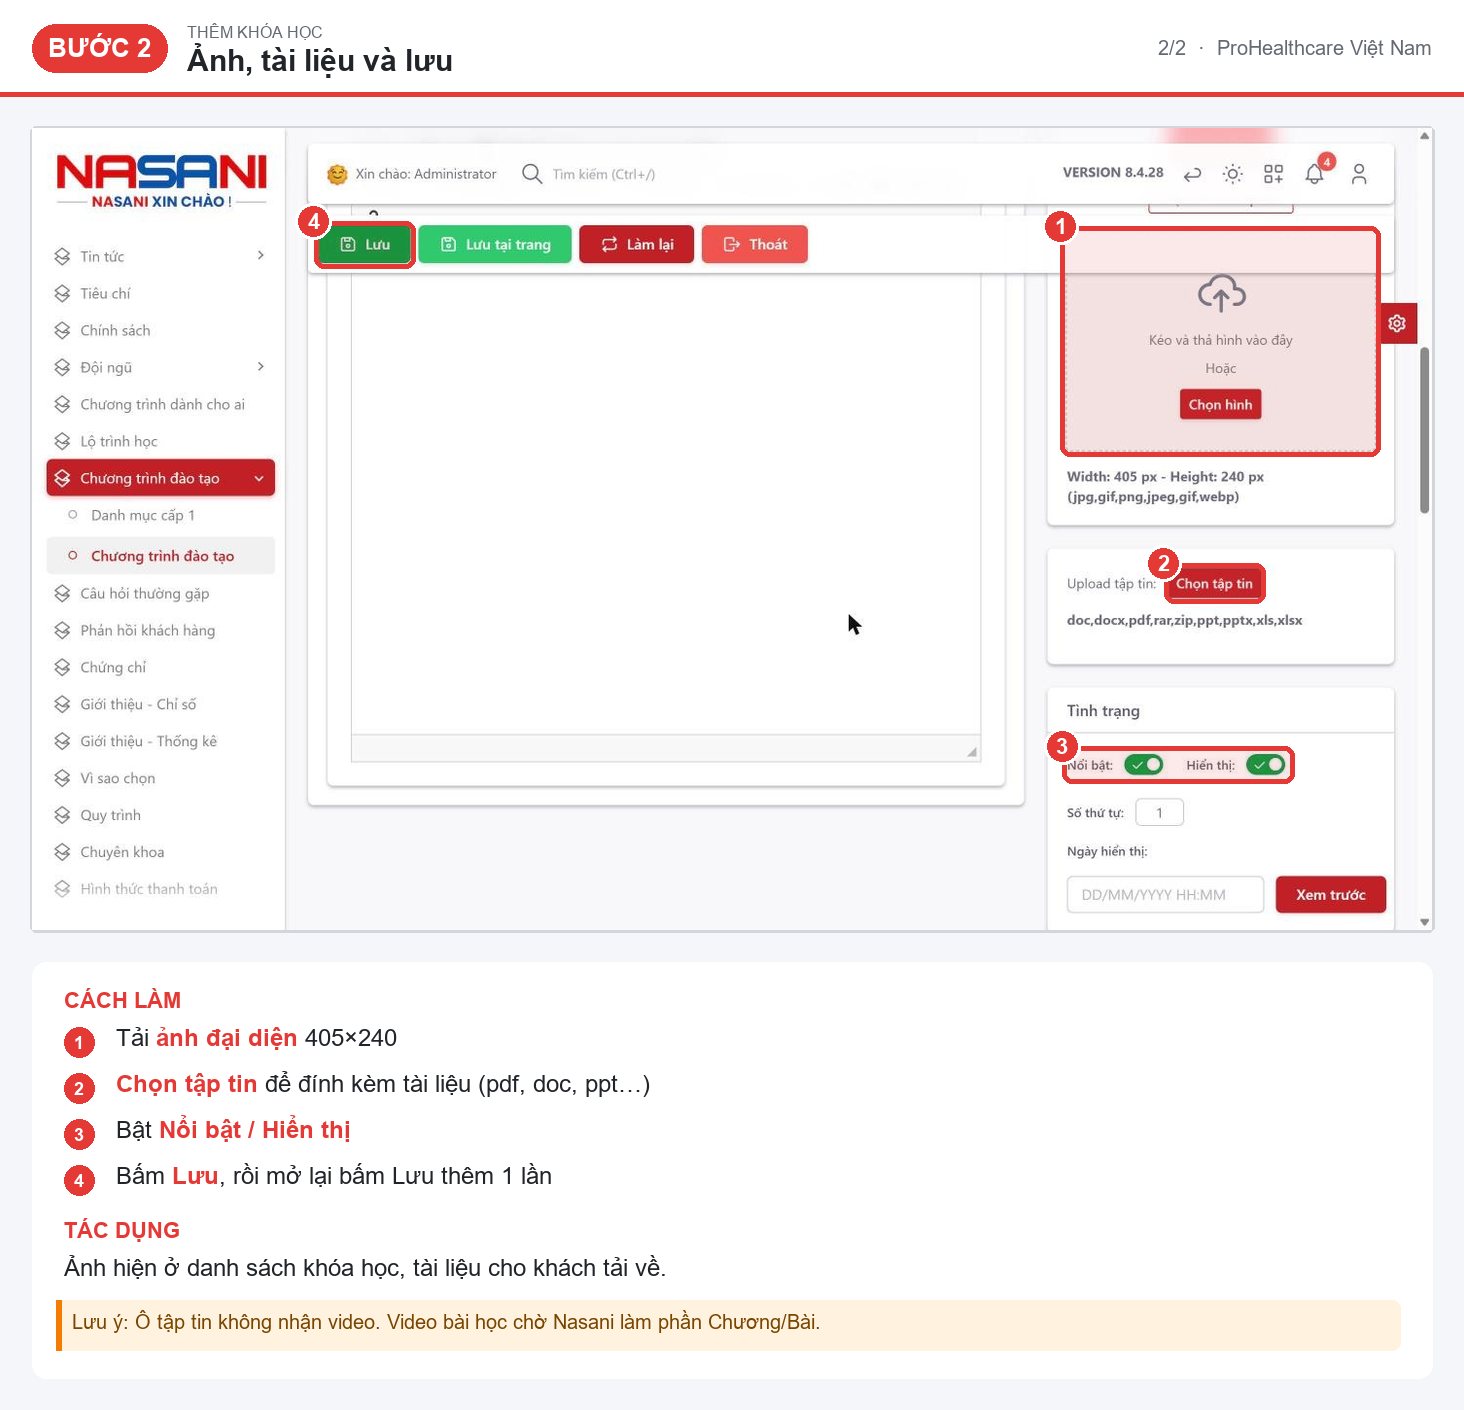 BƯỚC 2
THÊM KHÓA HỌC
Ảnh, tài liệu và lưu
2/2 · ProHealthcare Việt Nam
NASANI
NASANI XIN CHÀO !
Tin tức
Tiêu chí
Chính sách
Đội ngũ
Chương trình dành cho ai
Lộ trình học
Chương trình đào tạo
Danh mục cấp 1
Chương trình đào tạo
Câu hỏi thường gặp
Phản hồi khách hàng
Chứng chỉ
Giới thiệu - Chỉ số
Giới thiệu - Thống kê
Vì sao chọn
Quy trình
Chuyên khoa
Hình thức thanh toán
Xin chào: Administrator
Tìm kiếm (Ctrl+/)
VERSION 8.4.28
4
4
Lưu
Lưu tại trang
Làm lại
Thoát
1
Kéo và thả hình vào đây
Hoặc
Chọn hình
Width: 405 px - Height: 240 px
(jpg,gif,png,jpeg,gif,webp)
2
Upload tập tin:
Chọn tập tin
doc,docx,pdf,rar,zip,ppt,pptx,xls,xlsx
Tình trạng
3
Nổi bật:
Hiển thị:
Số thứ tự:
1
Ngày hiển thị:
DD/MM/YYYY HH:MM
Xem trước
CÁCH LÀM
1 Tải ảnh đại diện 405×240
2 Chọn tập tin để đính kèm tài liệu (pdf, doc, ppt…)
3 Bật Nổi bật / Hiển thị
4 Bấm Lưu, rồi mở lại bấm Lưu thêm 1 lần
TÁC DỤNG
Ảnh hiện ở danh sách khóa học, tài liệu cho khách tải về.
Lưu ý: Ô tập tin không nhận video. Video bài học chờ Nasani làm phần Chương/Bài.